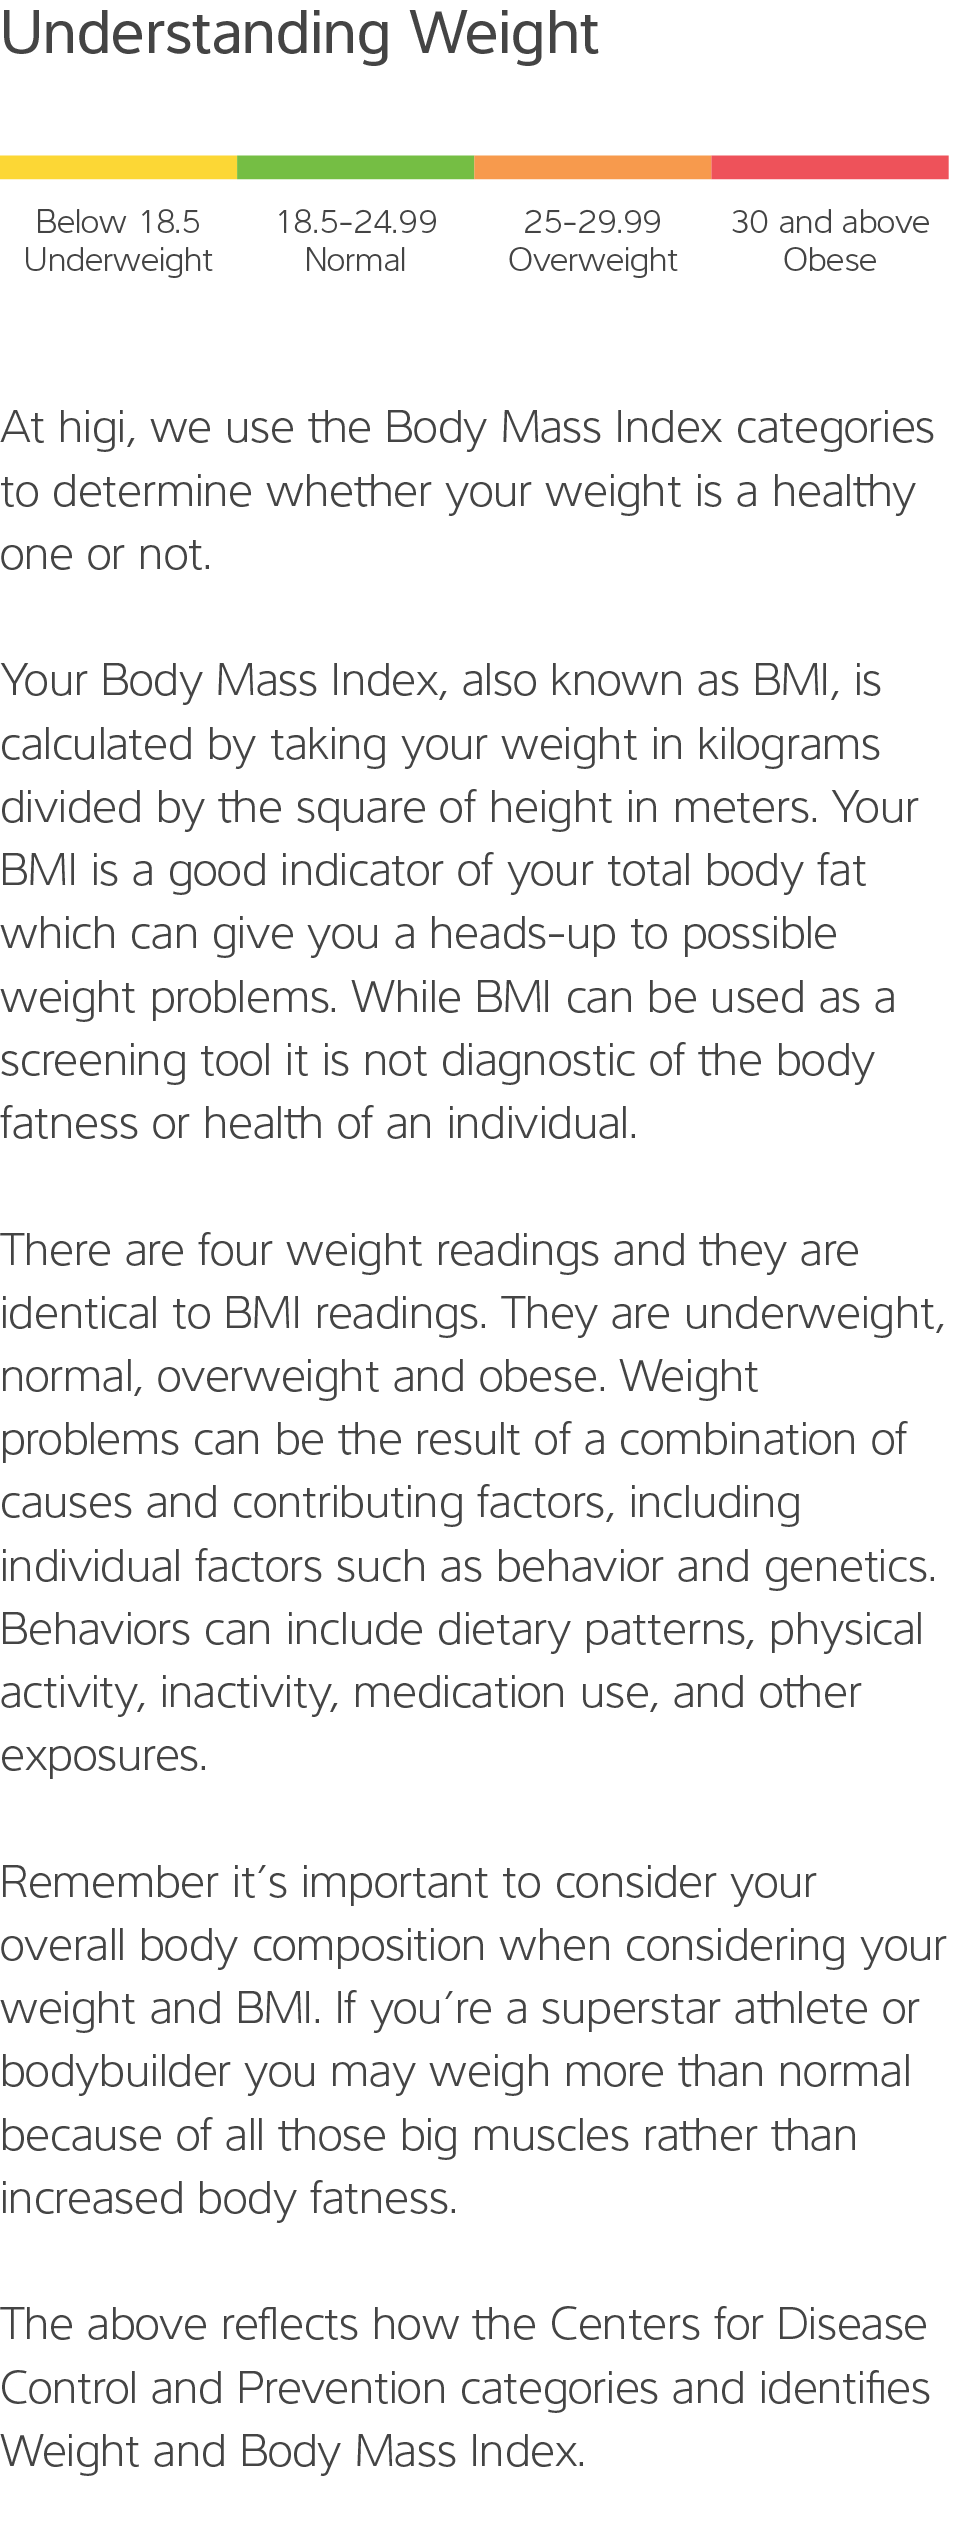 Understanding Weight
Below 18.5
Underweight
18.5-24.99
Normal
25-29.99
Overweight
30 and above
Obese
At higi, we use the Body Mass Index categories
to determine whether your weight is a healthy
one or not.
Your Body Mass Index, also known as BMI, is
calculated by taking your weight in kilograms
divided by the square of height in meters. Your
BMI is a good indicator of your total body fat
which can give you a heads-up to possible
weight problems. While BMI can be used as a
screening tool it is not diagnostic of the body
fatness or health of an individual.
There are four weight readings and they are
identical to BMI readings. They are underweight,
normal, overweight and obese. Weight
problems can be the result of a combination of
causes and contributing factors, including
individual factors such as behavior and genetics.
Behaviors can include dietary patterns, physical
activity, inactivity, medication use, and other
exposures.
Remember it's important to consider your
overall body composition when considering your
weight and BMI. If you're a superstar athlete or
bodybuilder you may weigh more than normal
because of all those big muscles rather than
increased body fatness.
The above reflects how the Centers for Disease
Control and Prevention categories and identifies
Weight and Body Mass Index.